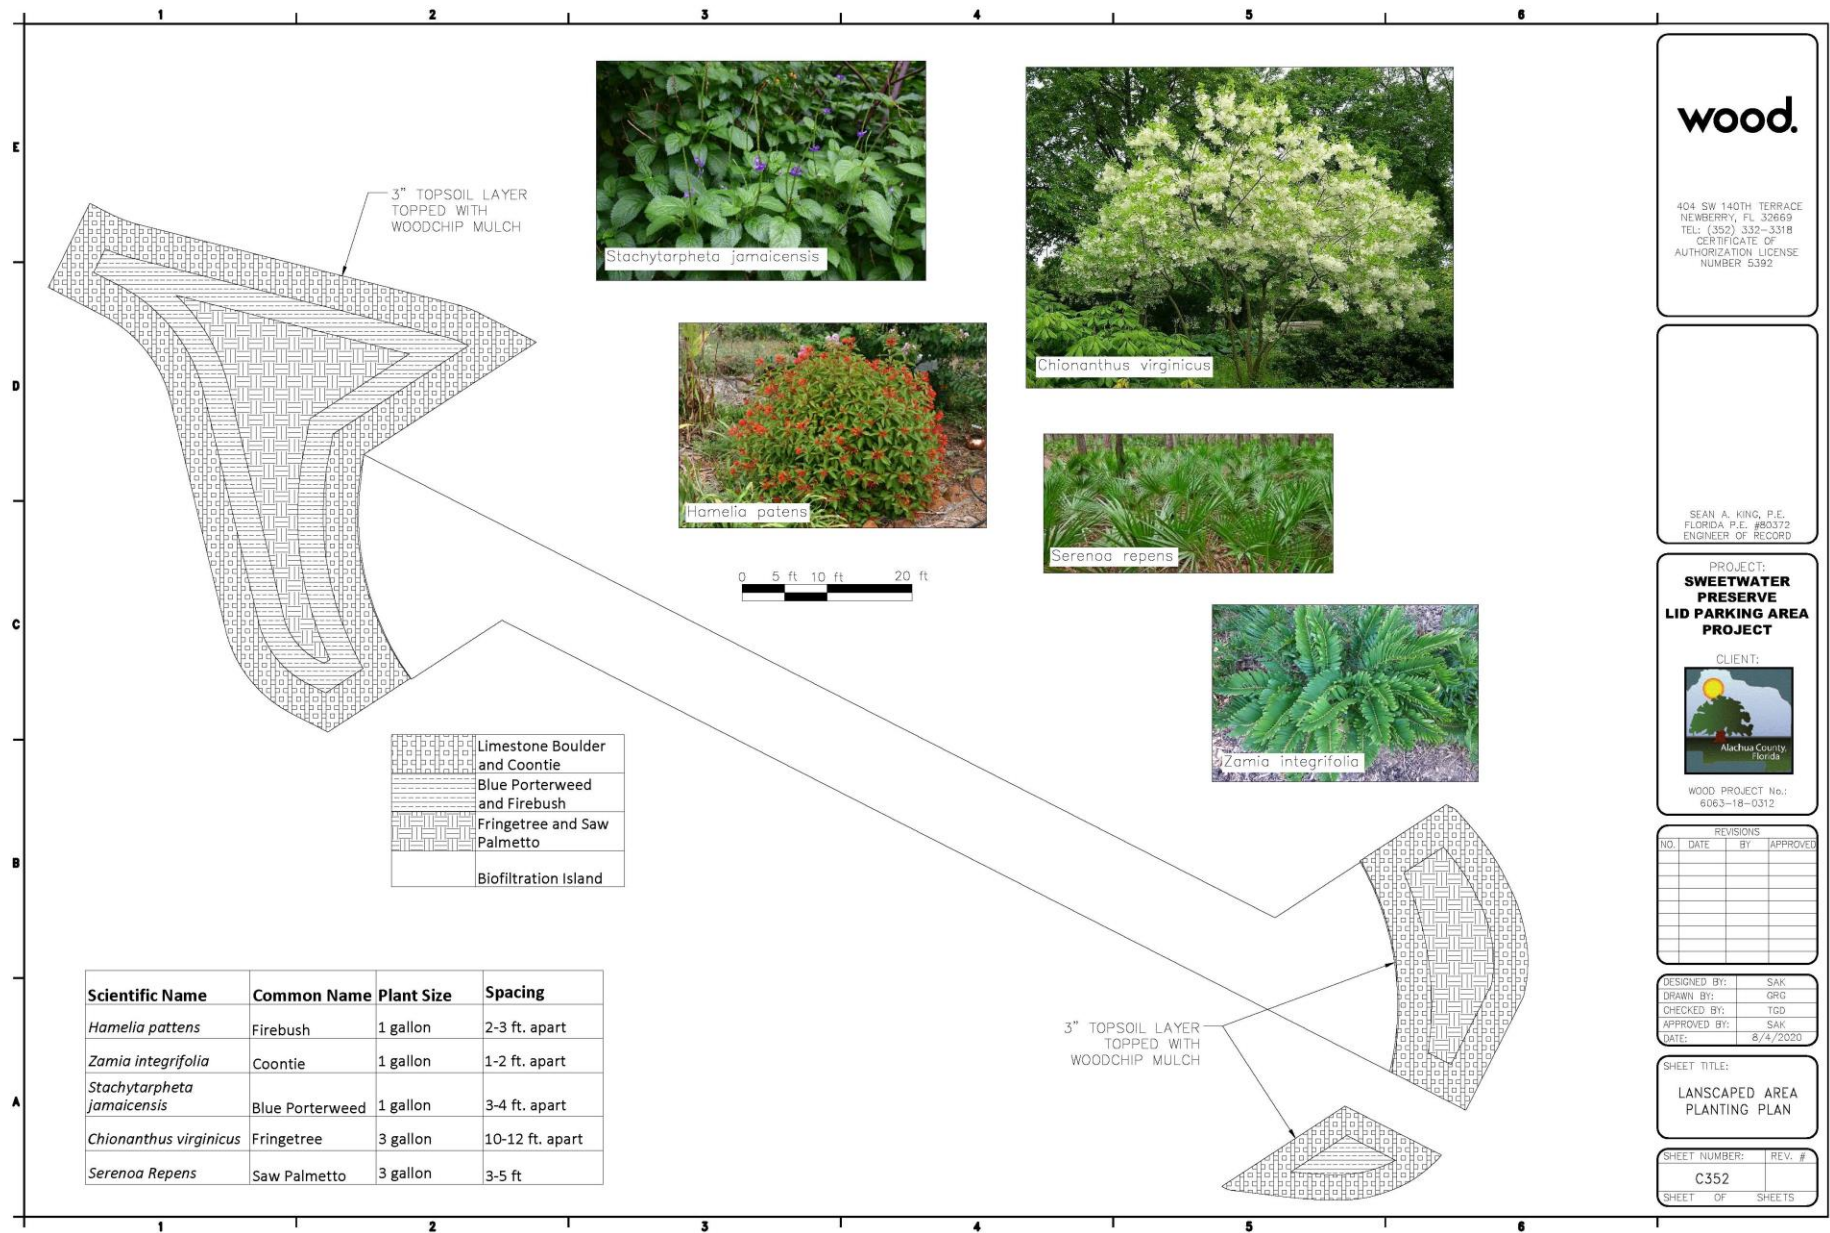 1 2 3 4 5 6
E
D
C
B
A
3" TOPSOIL LAYER
TOPPED WITH
WOODCHIP MULCH
Stachytarpheta jamaicensis
Chionanthus virginicus
Hamelia patens
Serenoa repens
0 5 ft 10 ft 20 ft
Zamia integrifolia
Limestone Boulder
and Coontie
Blue Porterweed
and Firebush
Fringetree and Saw
Palmetto
Biofiltration Island
3" TOPSOIL LAYER
TOPPED WITH
WOODCHIP MULCH
Scientific Name Common Name Plant Size Spacing
Hamelia pattens Firebush 1 gallon 2-3 ft. apart
Zamia integrifolia Coontie 1 gallon 1-2 ft. apart
Stachytarpheta
jamaicensis Blue Porterweed 1 gallon 3-4 ft. apart
Chionanthus virginicus Fringetree 3 gallon 10-12 ft. apart
Serenoa Repens Saw Palmetto 3 gallon 3-5 ft
1 2 3 4 5 6
wood.
404 SW 140TH TERRACE
NEWBERRY, FL 32669
TEL: (352) 332-3318
CERTIFICATE OF
AUTHORIZATION LICENSE
NUMBER 5392
SEAN A. KING, P.E.
FLORIDA P.E. #80372
ENGINEER OF RECORD
PROJECT:
SWEETWATER
PRESERVE
LID PARKING AREA
PROJECT
CLIENT:
Alachua County,
Florida
WOOD PROJECT No.:
6063-18-0312
REVISIONS
NO. DATE BY APPROVED
DESIGNED BY: SAK
DRAWN BY: GRG
CHECKED BY: TGD
APPROVED BY: SAK
DATE: 8/4/2020
SHEET TITLE:
LANSCAPED AREA
PLANTING PLAN
SHEET NUMBER: REV. #
C352
SHEET OF SHEETS